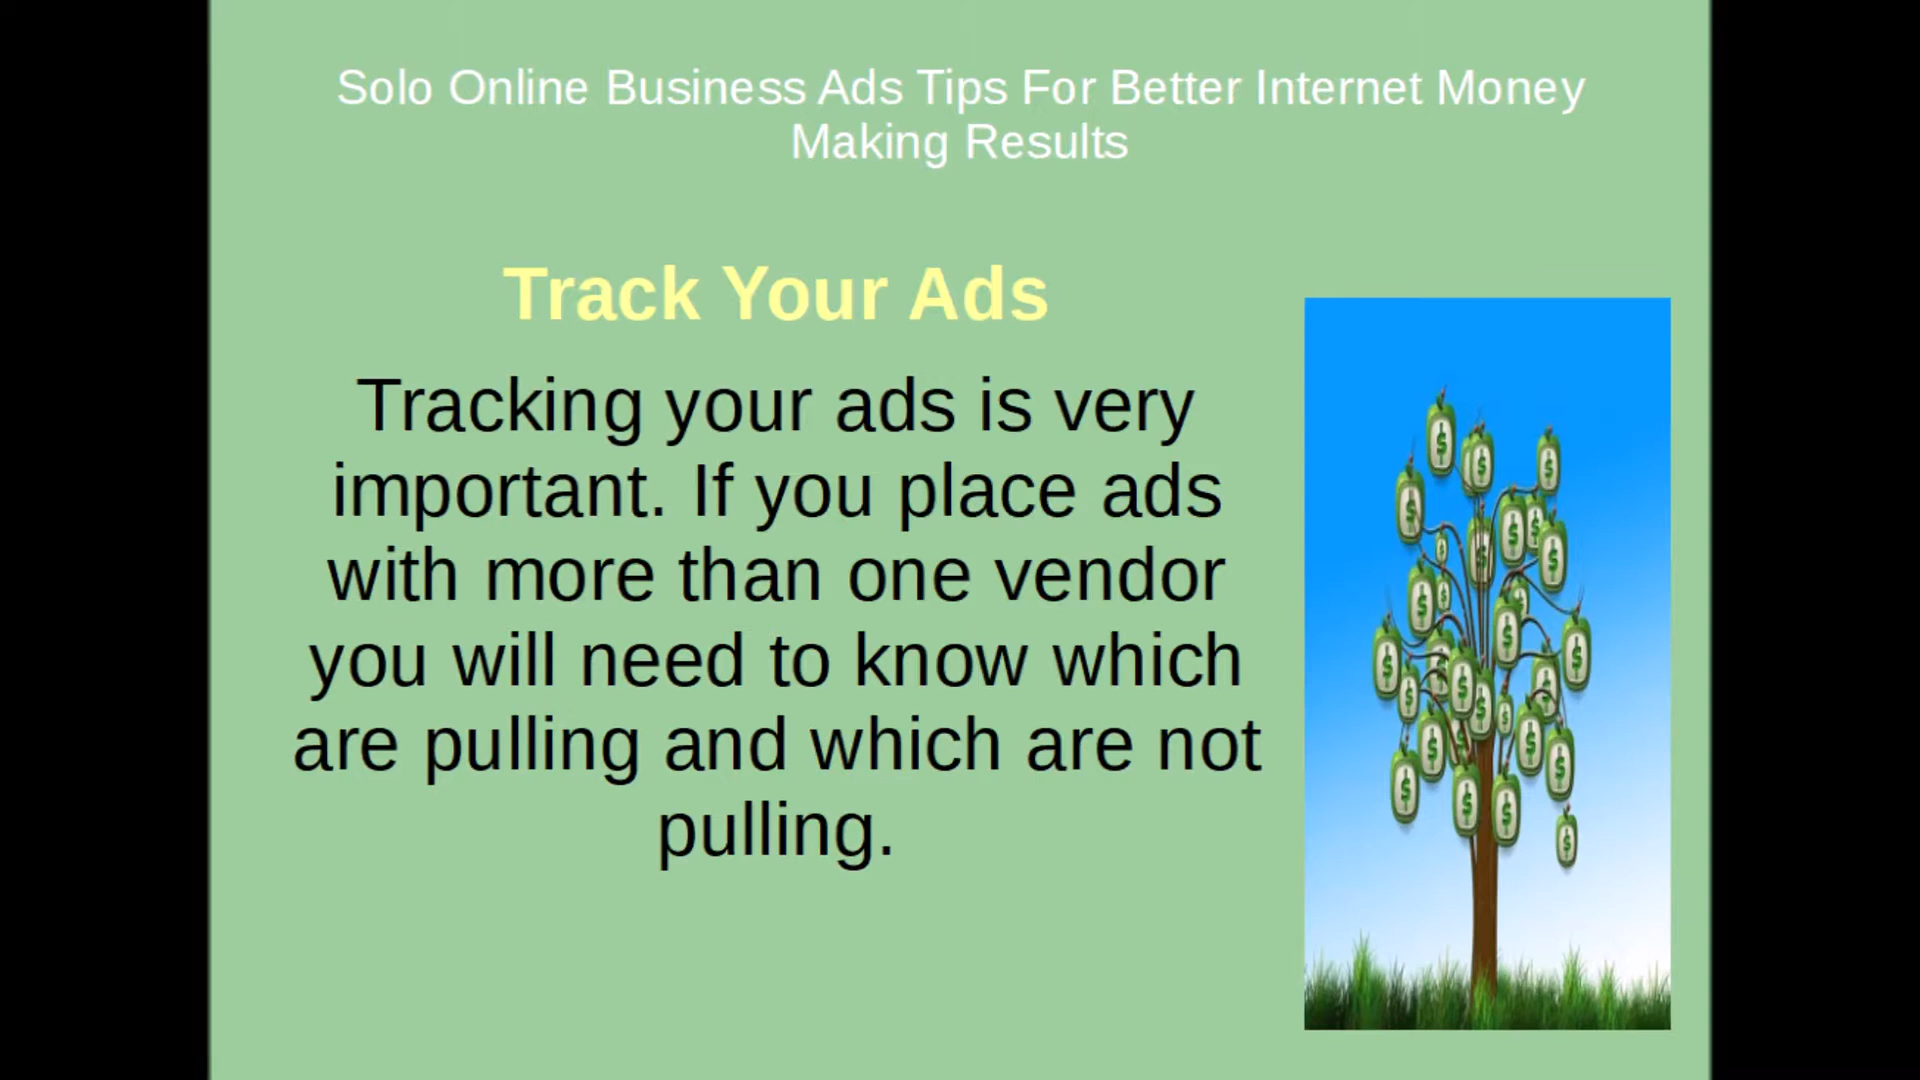 Solo Online Business Ads Tips For Better Internet Money
Making Results
Track Your Ads
Tracking your ads is very
important. If you place ads
with more than one vendor
you will need to know which
are pulling and which are not
pulling.